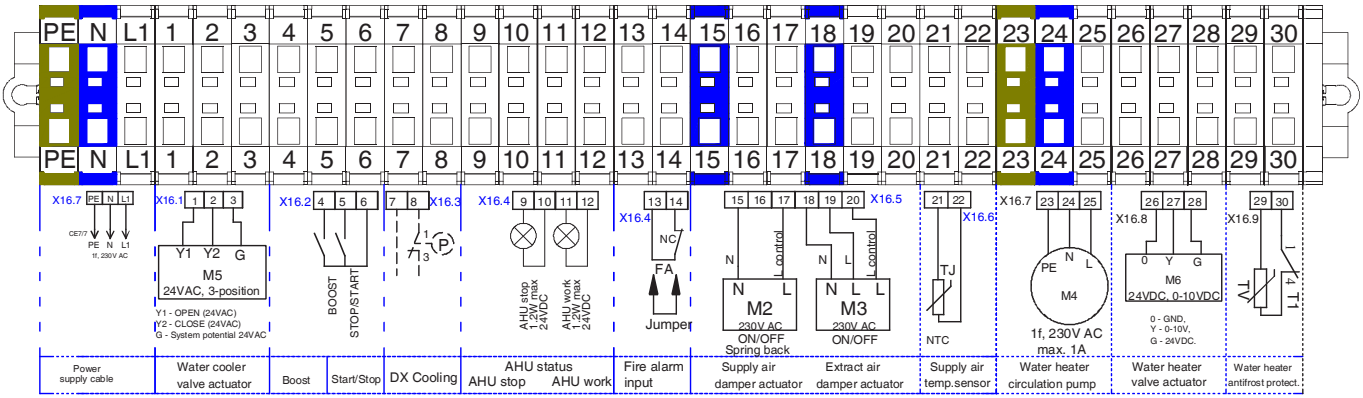 PE N L1 1 2 3 4 5 6 7 8 9 10 11 12 13 14 15 16 17 18 19 20 21 22 23 24 25 26 27 28 29 30
PE N L1 1 2 3 4 5 6 7 8 9 10 11 12 13 14 15 16 17 18 19 20 21 22 23 24 25 26 27 28 29 30
X16.7 PE N L1
CE7/7
PE N L1
1f, 230V AC
X16.1 1 2 3
Y1 Y2 G
M5
24VAC, 3-position
Y1 - OPEN (24VAC)
Y2 - CLOSE (24VAC)
G - System potential 24VAC
X16.2 4 5 6
BOOST
STOP/START
7 8 X16.3
1
3
P
X16.4 9 10 11 12
AHU stop
1.2W max
24VDC
AHU work
1.2W max
24VDC
13 14
X16.4
NC
FA
Jumper
15 16 17 18 19 20 X16.5
N L control N L L control
N L
M2
230V AC
ON/OFF
Spring back
N L
M3
230V AC
ON/OFF
21 22
X16.6
TJ
NTC
X16.7
23 24 25
PE N L
M4
1f, 230V AC
max. 1A
26 27 28
X16.8
0 Y G
M6
24VDC, 0-10VDC
0 - GND,
Y - 0-10V,
G - 24VDC.
29 30
X16.9
1
4
TV
T1
Power
supply cable
Water cooler
valve actuator
Boost
Start/Stop
DX Cooling
AHU status
AHU stop AHU work
Fire alarm
input
Supply air
damper actuator
Extract air
damper actuator
Supply air
temp.sensor
Water heater
circulation pump
Water heater
valve actuator
Water heater
antifrost protect.